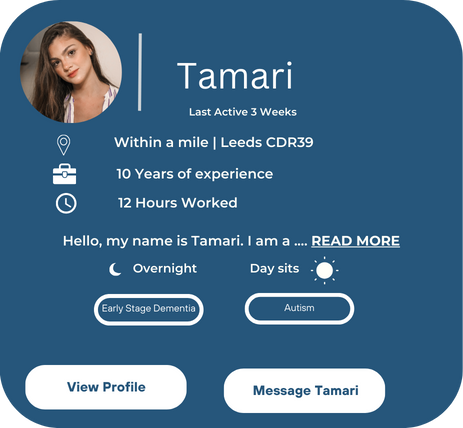 Tamari
Last Active 3 Weeks
Within a mile | Leeds CDR39
10 Years of experience
12 Hours Worked
Hello, my name is Tamari. I am a .... READ MORE
Overnight
Day sits
Early Stage Dementia
Autism
View Profile
Message Tamari